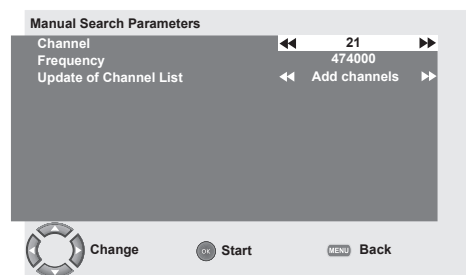 Manual Search Parameters
Channel 21
Frequency 474000
Update of Channel List Add channels
Change OK Start MENU Back